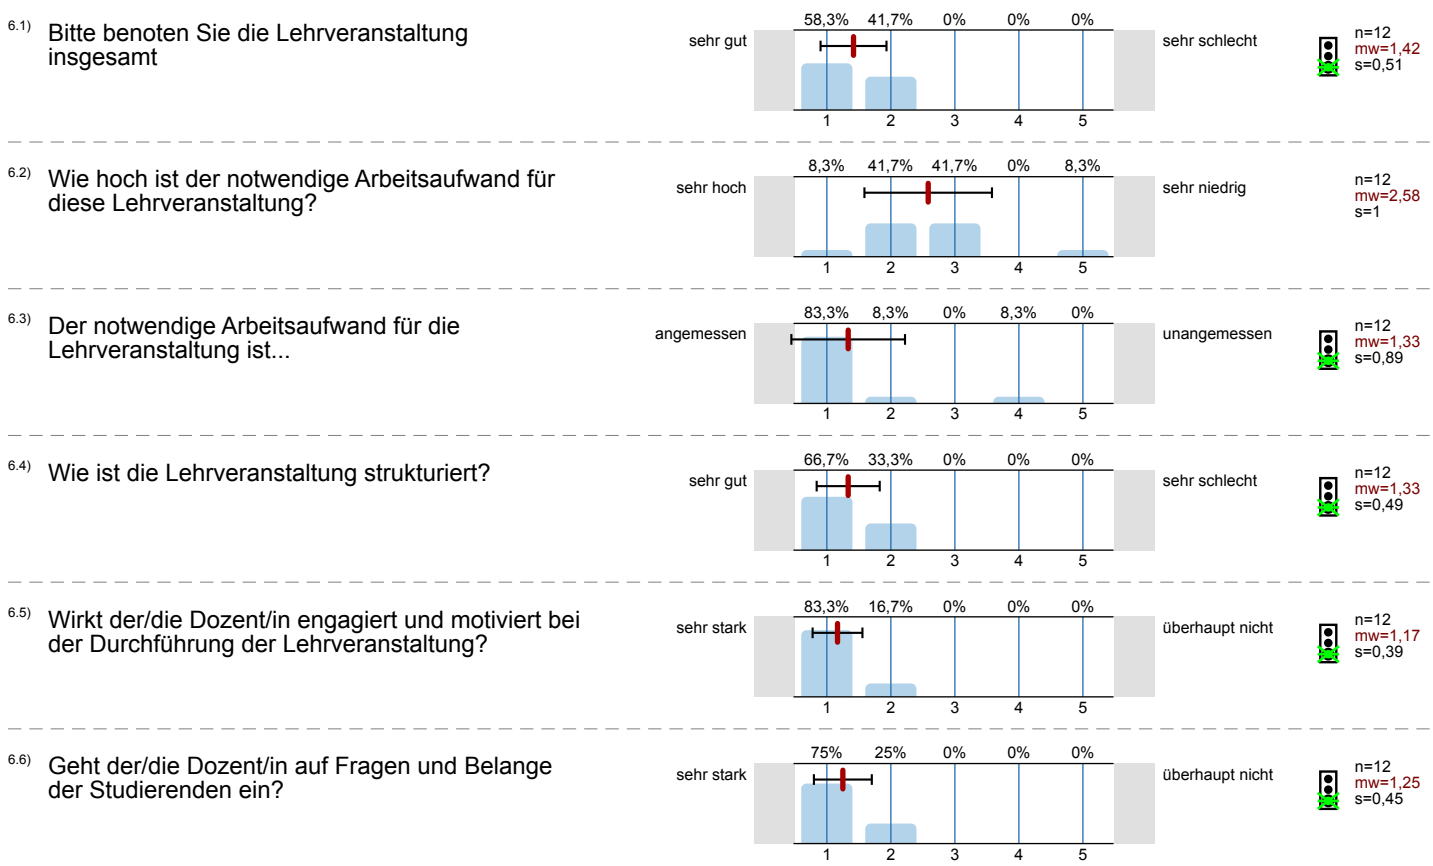 6.1) Bitte benoten Sie die Lehrveranstaltung
insgesamt
58,3% 41,7% 0% 0% 0%
sehr gut
sehr schlecht
1 2 3 4 5
n=12
mw=1,42
s=0,51
6.2) Wie hoch ist der notwendige Arbeitsaufwand für
diese Lehrveranstaltung?
8,3% 41,7% 41,7% 0% 8,3%
sehr hoch
sehr niedrig
1 2 3 4 5
n=12
mw=2,58
s=1
6.3) Der notwendige Arbeitsaufwand für die
Lehrveranstaltung ist...
83,3% 8,3% 0% 8,3% 0%
angemessen
unangemessen
1 2 3 4 5
n=12
mw=1,33
s=0,89
6.4) Wie ist die Lehrveranstaltung strukturiert?
66,7% 33,3% 0% 0% 0%
sehr gut
sehr schlecht
1 2 3 4 5
n=12
mw=1,33
s=0,49
6.5) Wirkt der/die Dozent/in engagiert und motiviert bei
der Durchführung der Lehrveranstaltung?
83,3% 16,7% 0% 0% 0%
sehr stark
überhaupt nicht
1 2 3 4 5
n=12
mw=1,17
s=0,39
6.6) Geht der/die Dozent/in auf Fragen und Belange
der Studierenden ein?
75% 25% 0% 0% 0%
sehr stark
überhaupt nicht
1 2 3 4 5
n=12
mw=1,25
s=0,45